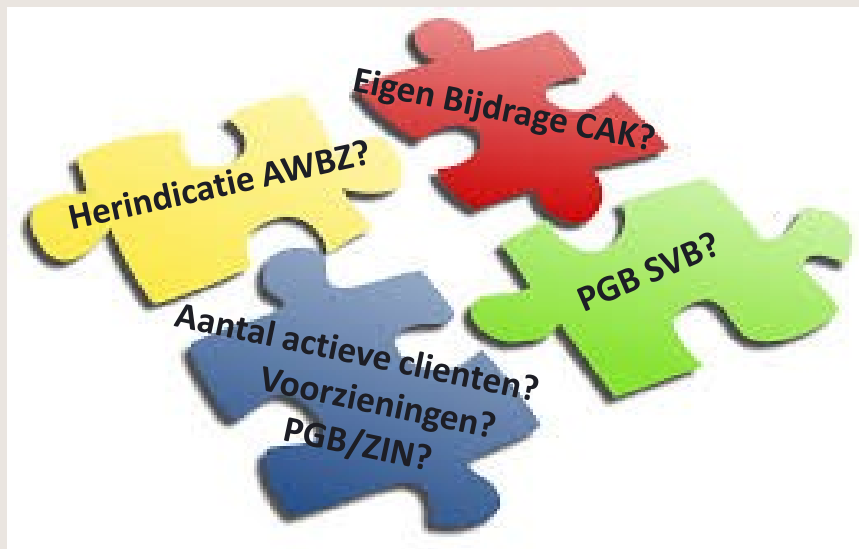 Eigen Bijdrage CAK?
Herindicatie AWBZ?
PGB SVB?
Aantal actieve clienten?
Voorzieningen?
PGB/ZIN?